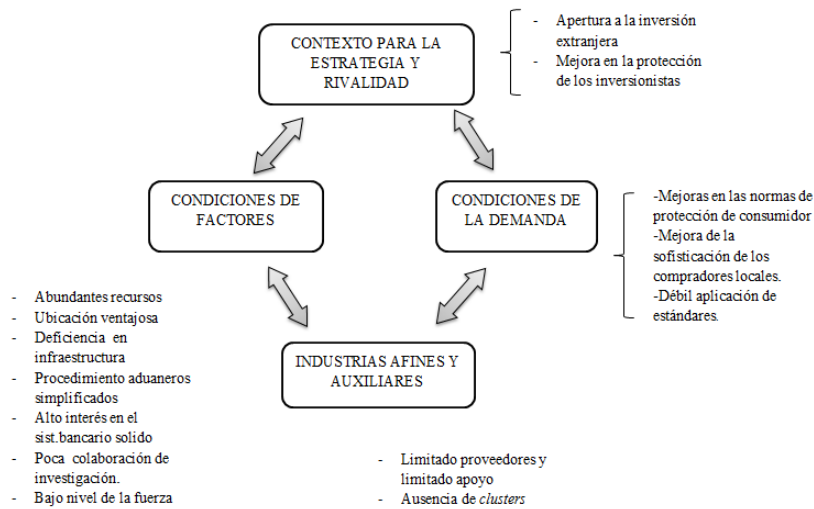 CONTEXTO PARA LA
ESTRATEGIA Y
RIVALIDAD
- Apertura a la inversión
extranjera
- Mejora en la protección
de los inversionistas
CONDICIONES DE
FACTORES
CONDICIONES DE
LA DEMANDA
-Mejoras en las normas de
protección de consumidor
-Mejora de la
sofisticación de los
compradores locales.
-Débil aplicación de
estándares.
- Abundantes recursos
- Ubicación ventajosa
- Deficiencia en
infraestructura
- Procedimiento aduaneros
simplificados
- Alto interés en el
sist.bancario solido
- Poca colaboración de
investigación.
- Bajo nivel de la fuerza
INDUSTRIAS AFINES Y
AUXILIARES
- Limitado proveedores y
limitado apoyo
- Ausencia de clusters